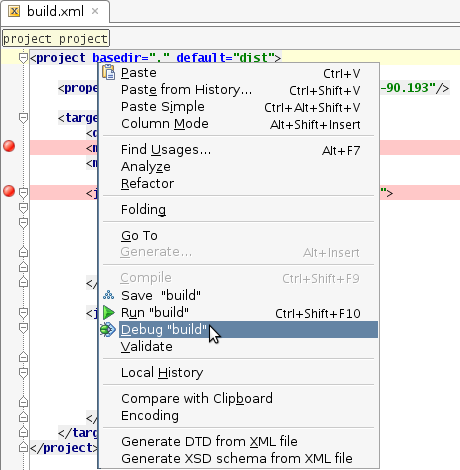 build.xml
project project
<project basedir="." default="dist">
Paste Ctrl+V
<prope Paste from History... Ctrl+Shift+V -90.193"/>
Paste Simple Ctrl+Alt+Shift+V
<targe Column Mode Alt+Shift+Insert
<m Find Usages... Alt+F7
<m Analyze
Refactor
<j ">
Folding
Go To
Generate... Alt+Insert
Compile Ctrl+Shift+F9
</j Save "build"
<j Run "build" Ctrl+Shift+F10
Debug "build"
Validate
Local History
Compare with Clipboard
</j Encoding
</targ
</project> Generate DTD from XML file
Generate XSD schema from XML file